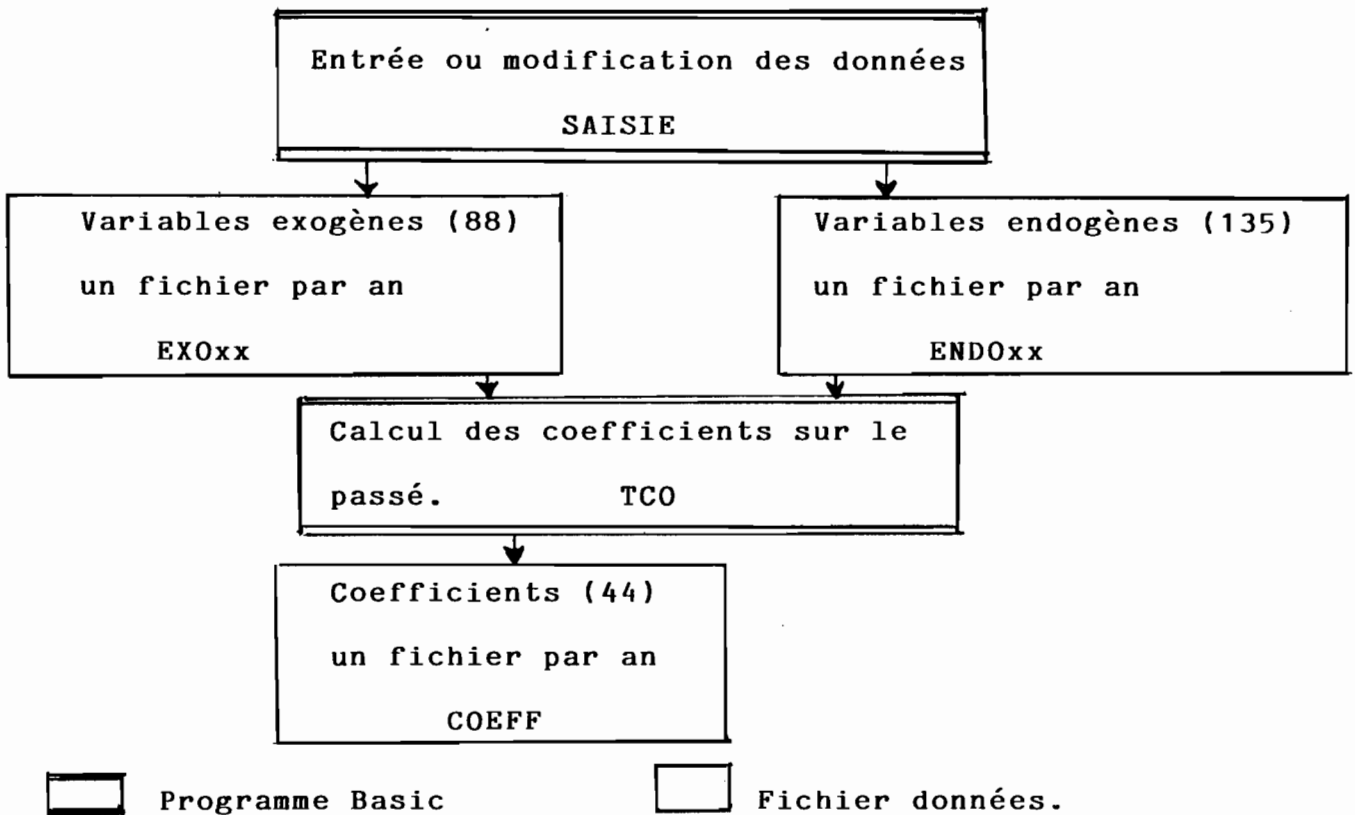 Entrée ou modification des données
SAISIE
Variables exogènes (88)
un fichier par an
EXOxx
Variables endogènes (135)
un fichier par an
ENDOxx
Calcul des coefficients sur le
passé. TCO
Coefficients (44)
un fichier par an
COEFF
Programme Basic
Fichier données.